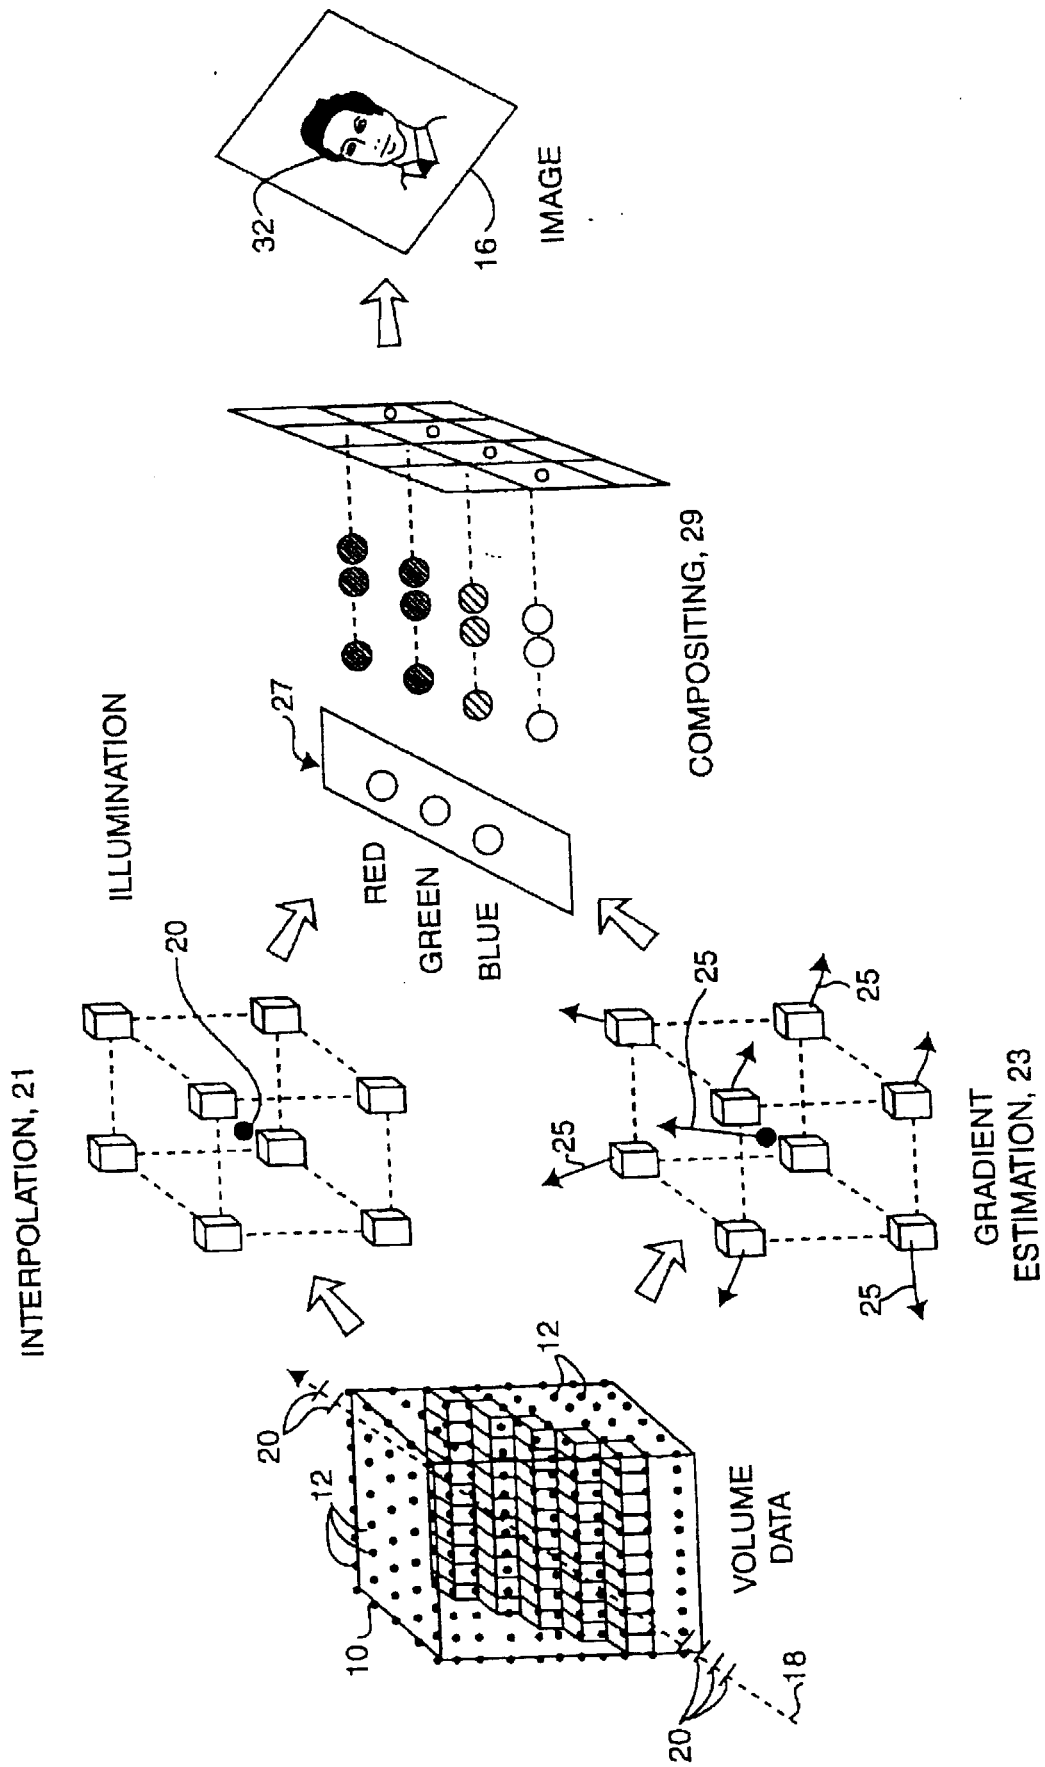 INTERPOLATION, 21
20
ILLUMINATION
27
32
16
IMAGE
20
12
10
12
20
18
VOLUME
DATA
RED
GREEN
BLUE
COMPOSITING, 29
25
25
25
25
GRADIENT
ESTIMATION, 23